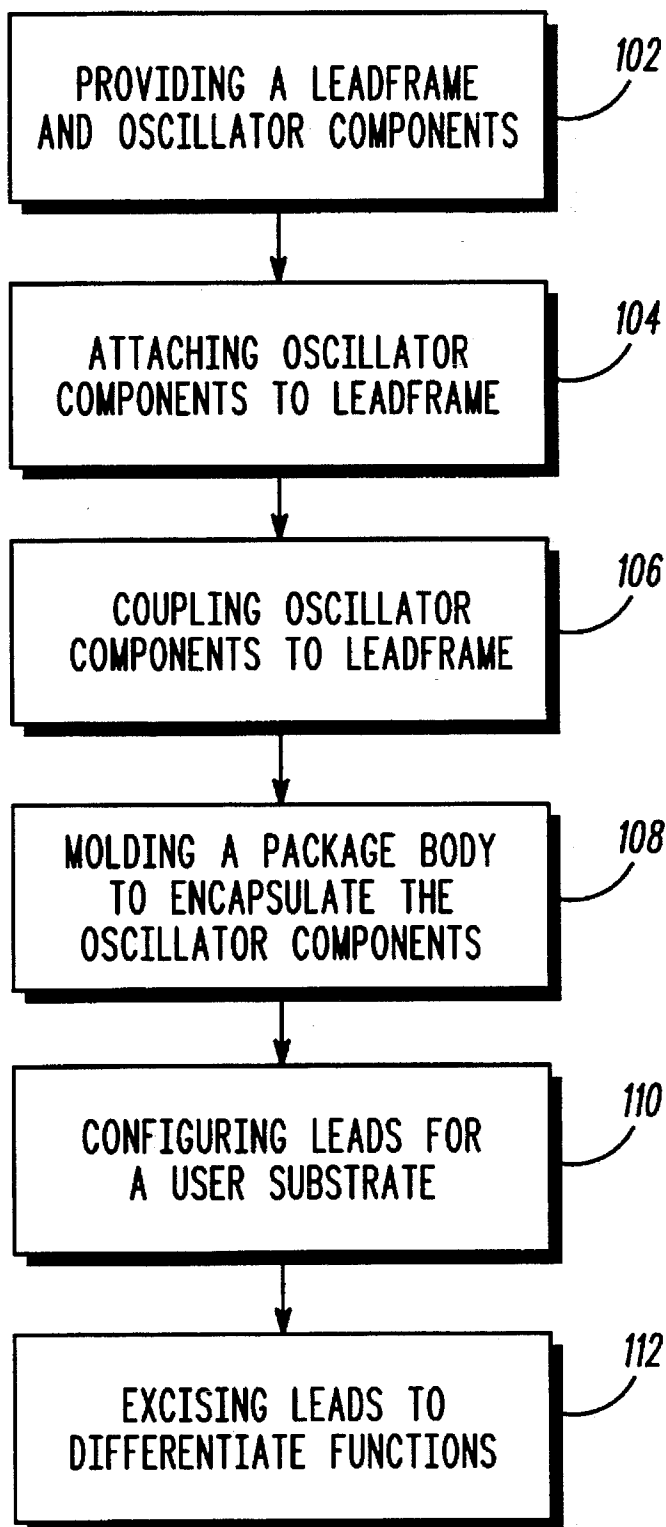 PROVIDING A LEADFRAME
AND OSCILLATOR COMPONENTS
102
ATTACHING OSCILLATOR
COMPONENTS TO LEADFRAME
104
COUPLING OSCILLATOR
COMPONENTS TO LEADFRAME
106
MOLDING A PACKAGE BODY
TO ENCAPSULATE THE
OSCILLATOR COMPONENTS
108
CONFIGURING LEADS FOR
A USER SUBSTRATE
110
EXCISING LEADS TO
DIFFERENTIATE FUNCTIONS
112